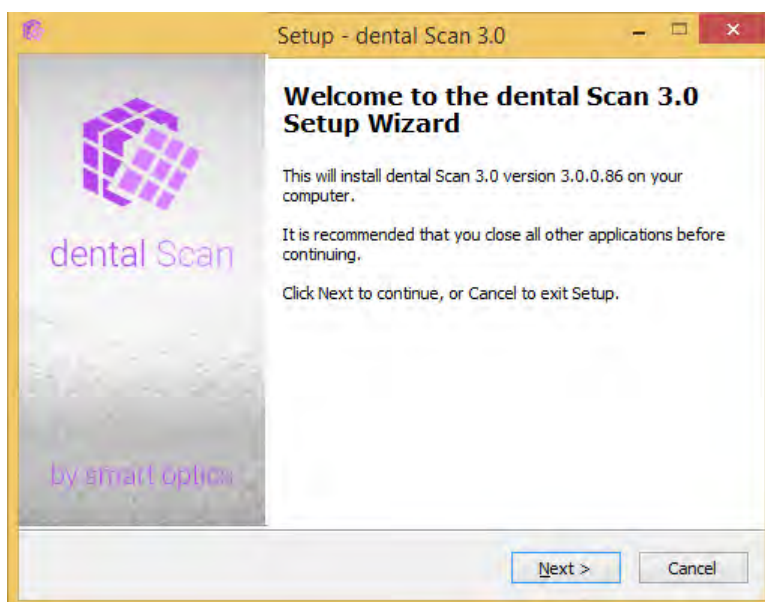 Setup - dental Scan 3.0
Welcome to the dental Scan 3.0
Setup Wizard
This will install dental Scan 3.0 version 3.0.0.86 on your
computer.
It is recommended that you close all other applications before
continuing.
Click Next to continue, or Cancel to exit Setup.
dental Scan
by smart optics
Next >
Cancel